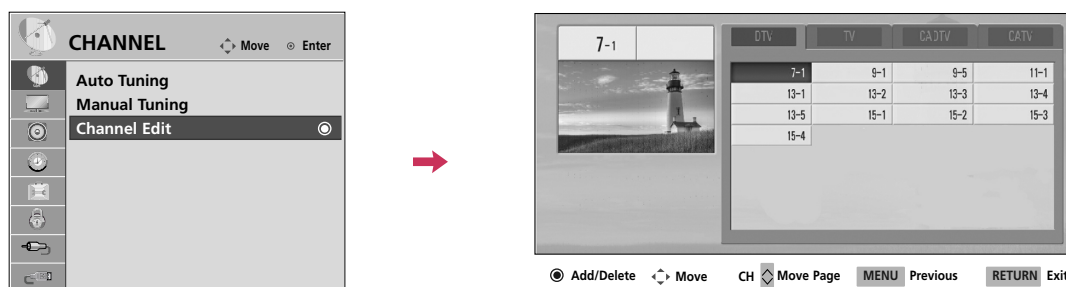 CHANNEL Move Enter
Auto Tuning
Manual Tuning
Channel Edit
7-1
DTV TV CADTV CATV
7-1 9-1 9-5 11-1
13-1 13-2 13-3 13-4
13-5 15-1 15-2 15-3
15-4
Add/Delete Move CH Move Page MENU Previous RETURN Exit